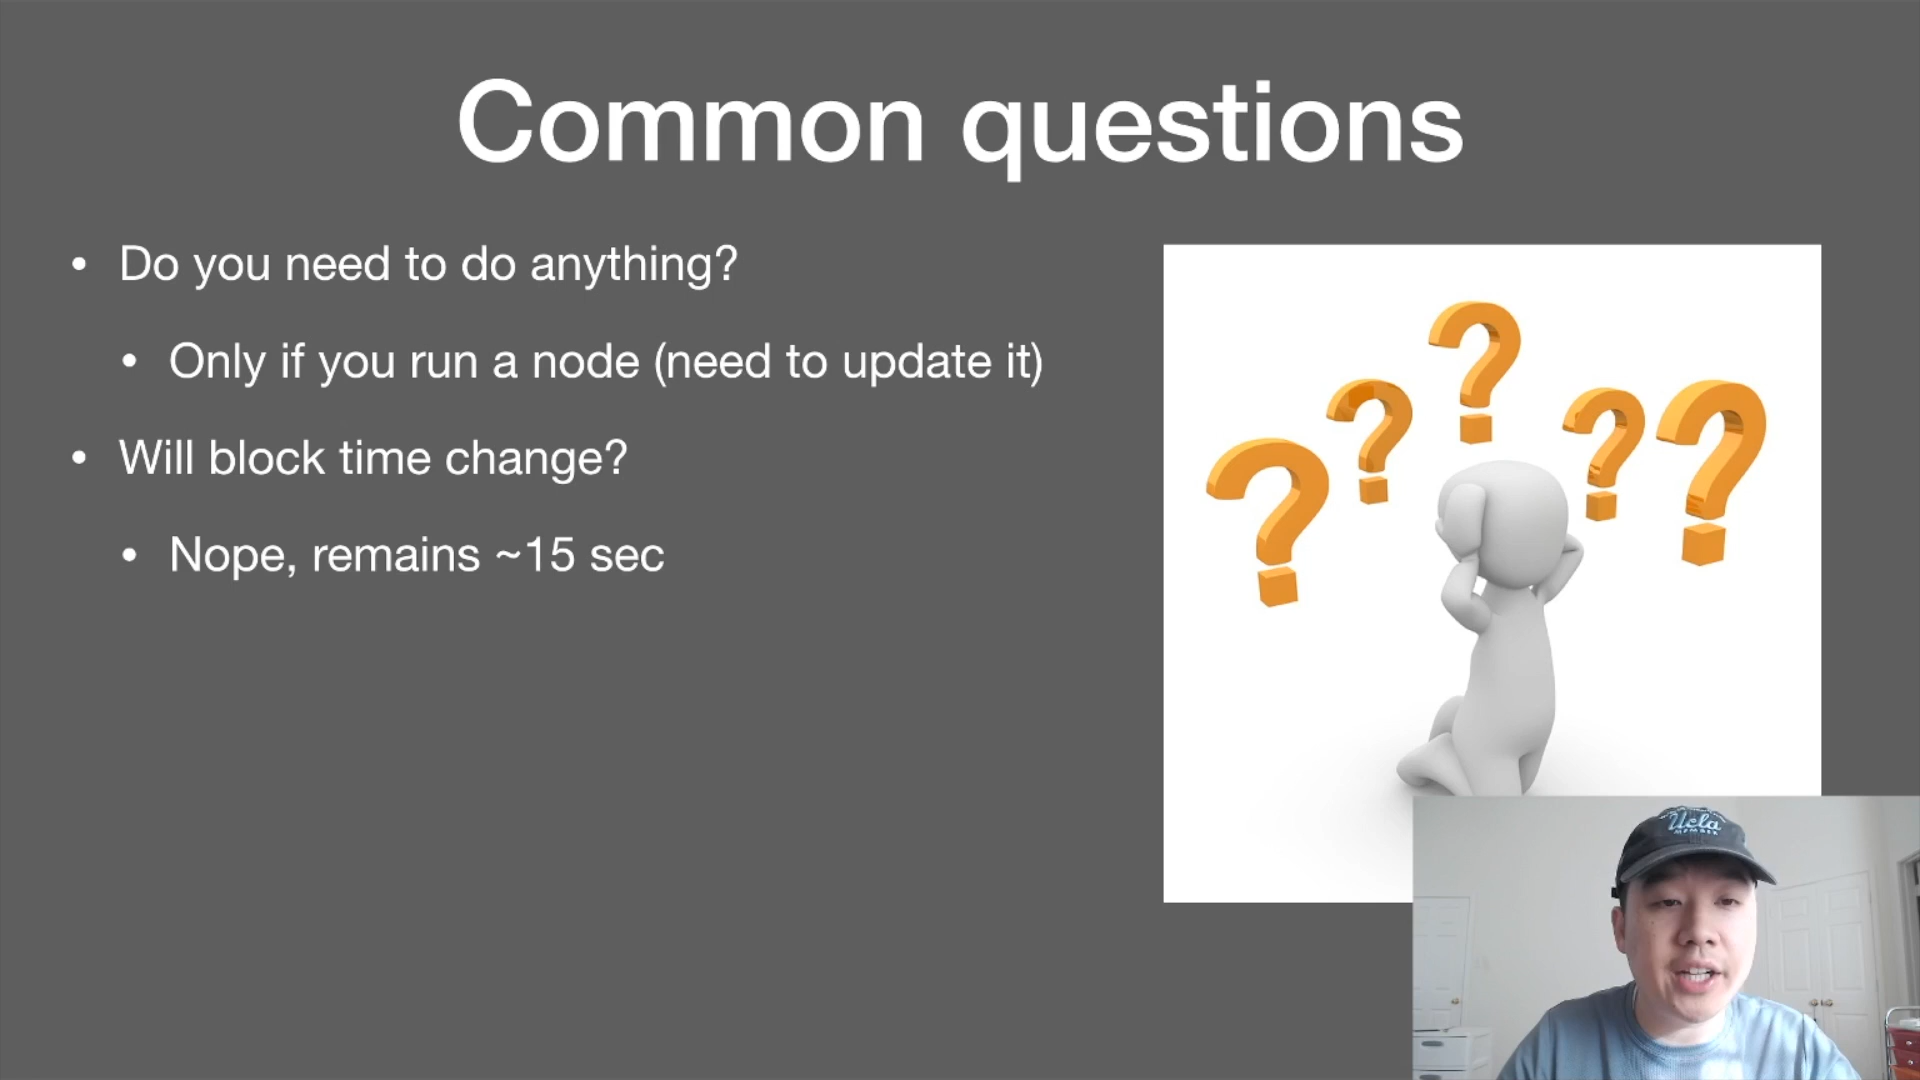 Common questions
• Do you need to do anything?
• Only if you run a node (need to update it)
• Will block time change?
• Nope, remains ~15 sec
Ucla